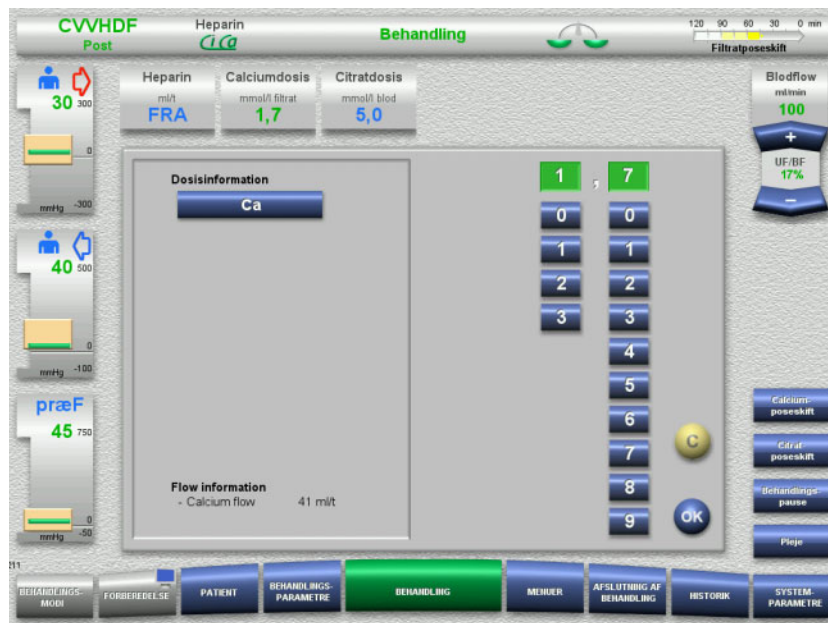 CVVHDF
Post
Heparin
CiCa
Behandling
120 90 60 30 0 min
Filtratposeskift
30 300
0
mmHg -300
40 500
0
mmHg -100
præF
45 750
0
mmHg -50
Heparin
ml/t
FRA
Calciumdosis
mmol/l filtrat
1,7
Citratdosis
mmol/l blod
5,0
Blodflow
ml/min
100
+
UF/BF
17%
−
Dosisinformation
Ca
Flow information
- Calcium flow 41 ml/t
1 , 7
0 0
1 1
2 2
3 3
4
5
6
7
8
9
C
OK
Calcium-
poseskift
Citrat-
poseskift
Behandlings-
pause
Pleje
211
BEHANDLINGS-
MODI
FORBEREDELSE
PATIENT
BEHANDLINGS-
PARAMETRE
BEHANDLING
MENUER
AFSLUTNING AF
BEHANDLING
HISTORIK
SYSTEM-
PARAMETRE